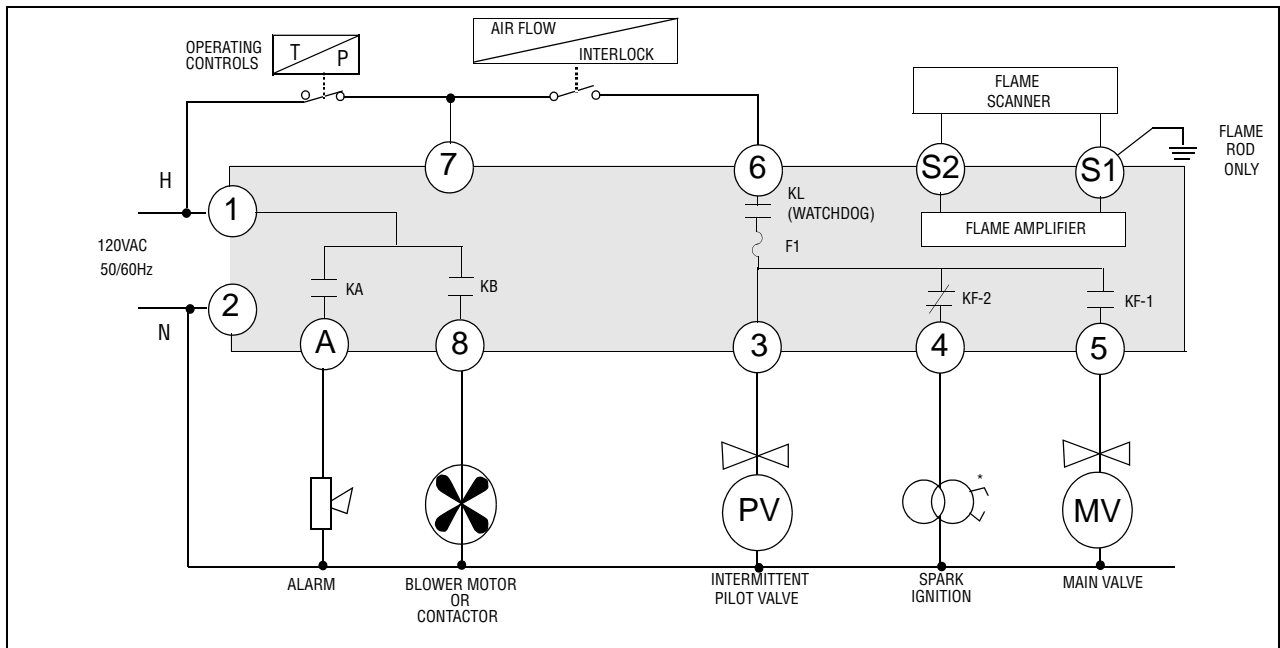 OPERATING
CONTROLS
T
P
AIR FLOW
INTERLOCK
FLAME
SCANNER
FLAME
ROD
ONLY
7
6
S2
S1
H
1
KL
(WATCHDOG)
FLAME AMPLIFIER
F1
120VAC
50/60Hz
KA
KB
KF-2
KF-1
2
N
A
8
3
4
5
*
PV
MV
ALARM
BLOWER MOTOR
OR
CONTACTOR
INTERMITTENT
PILOT VALVE
SPARK
IGNITION
MAIN VALVE